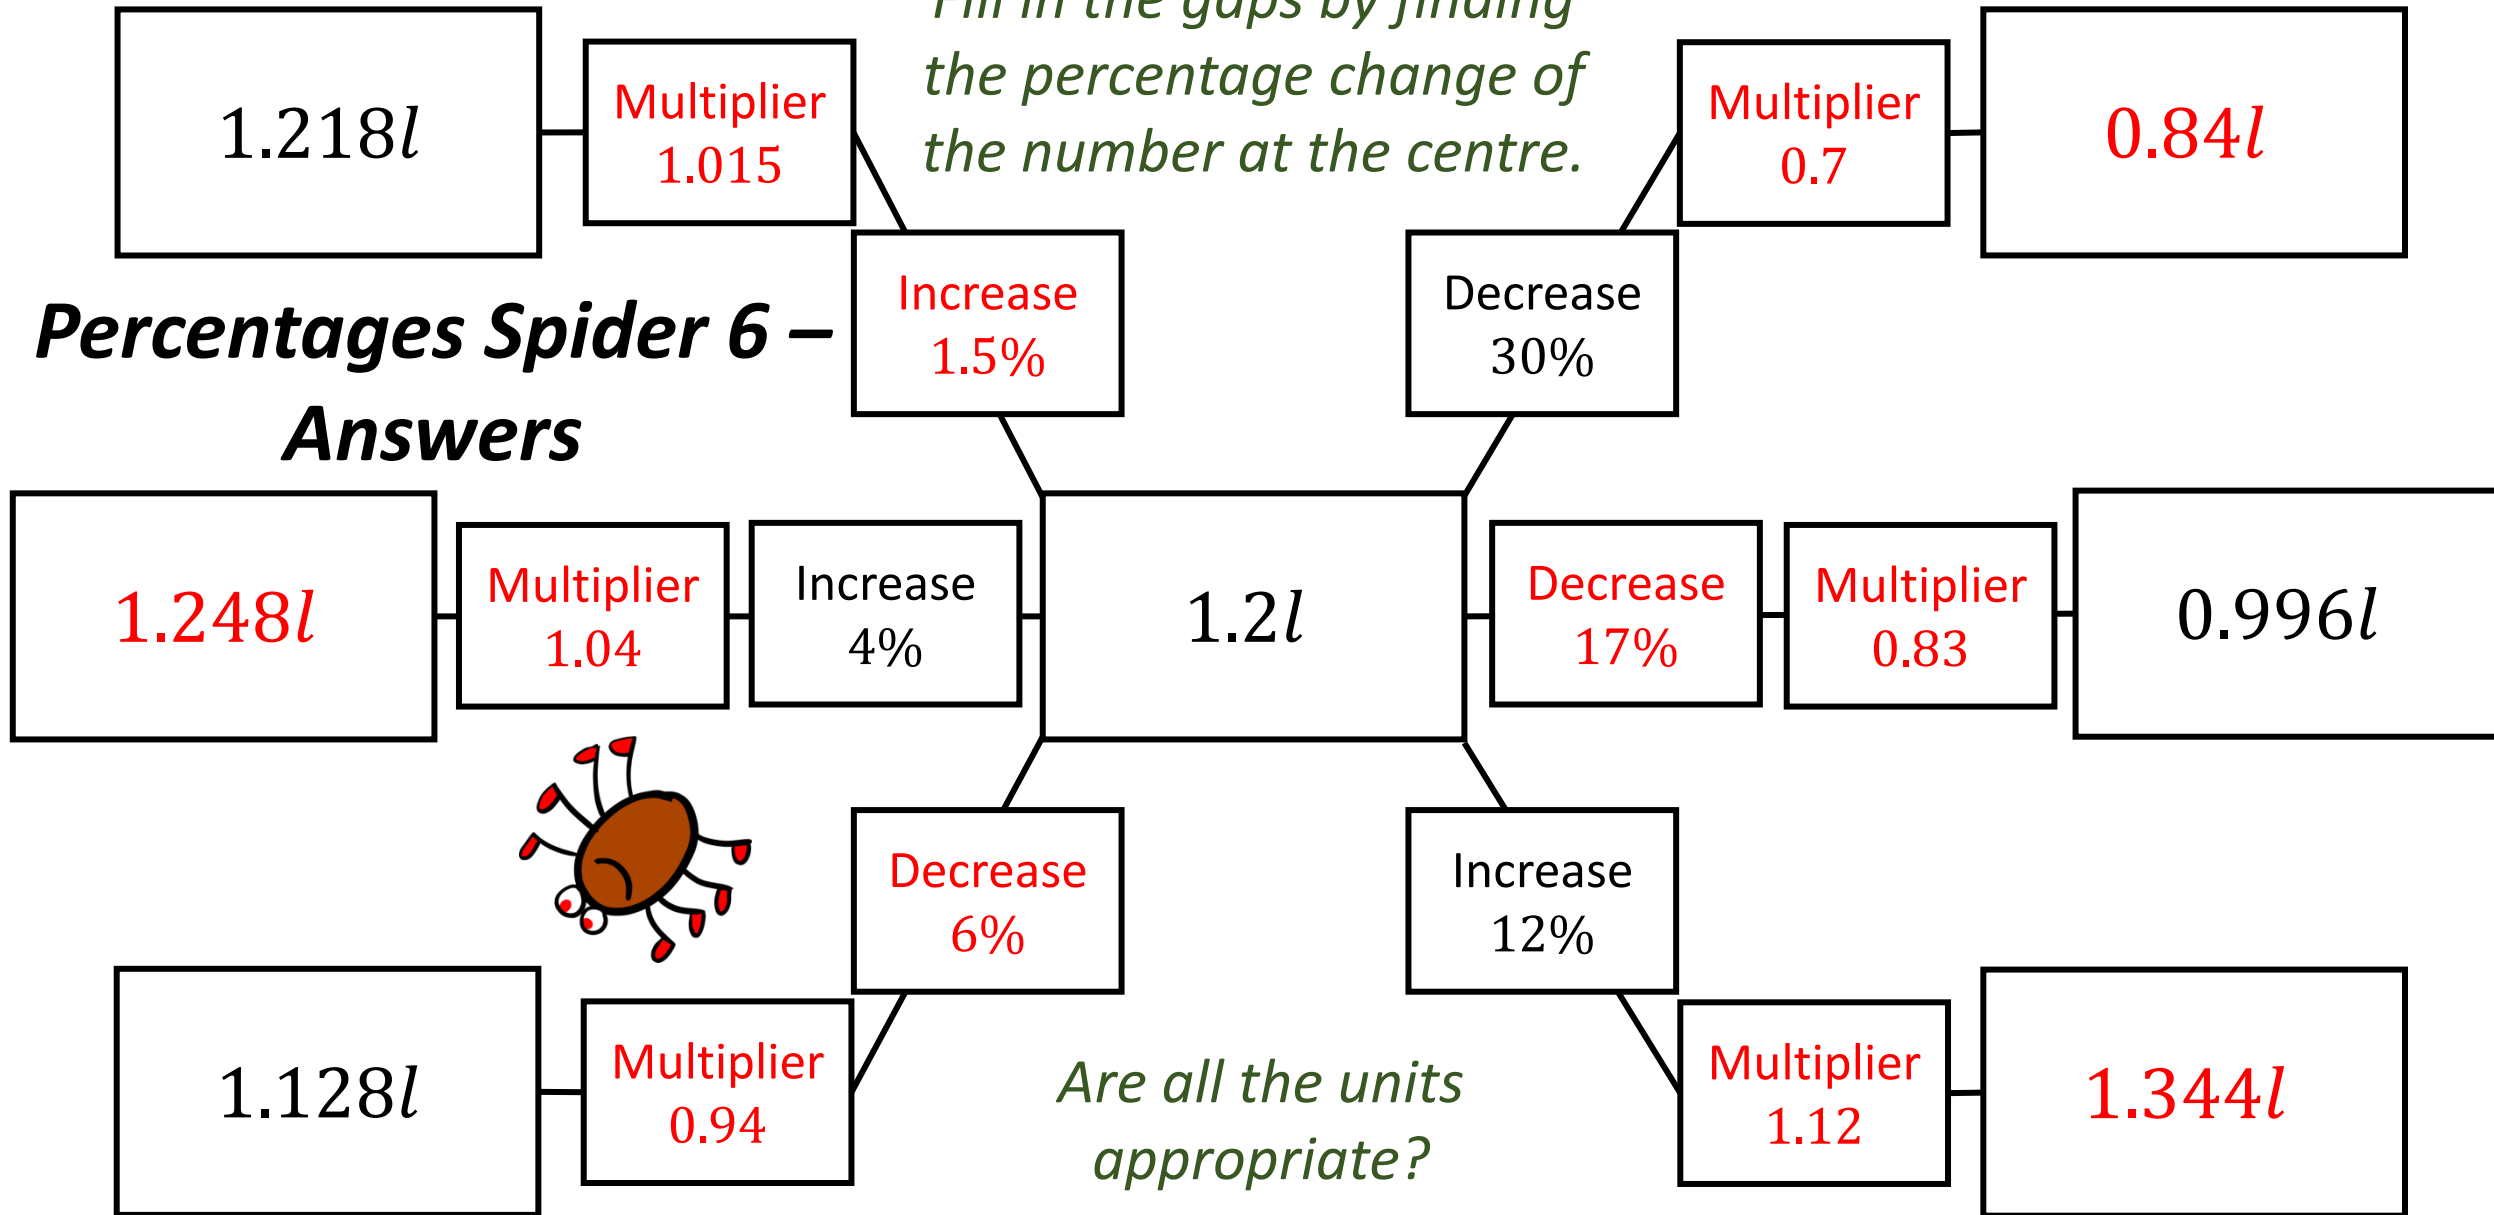 Fill in the gaps by finding
the percentage change of
the number at the centre.
1.218l
Multiplier
1.015
Increase
1.5%
Multiplier
0.7
0.84l
Decrease
30%
Percentages Spider 6 –
Answers
1.248l
Multiplier
1.04
Increase
4%
1.2l
Decrease
17%
Multiplier
0.83
0.996l
Decrease
6%
Increase
12%
1.128l
Multiplier
0.94
Are all the units
appropriate?
Multiplier
1.12
1.344l